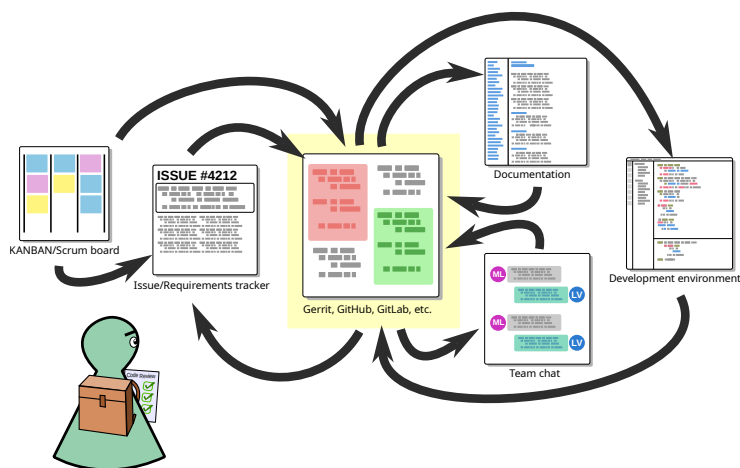 KANBAN/Scrum board
ISSUE #4212
Issue/Requirements tracker
Gerrit, GitHub, GitLab, etc.
Documentation
Development environment
ML
LV
ML
LV
Team chat
Code Review